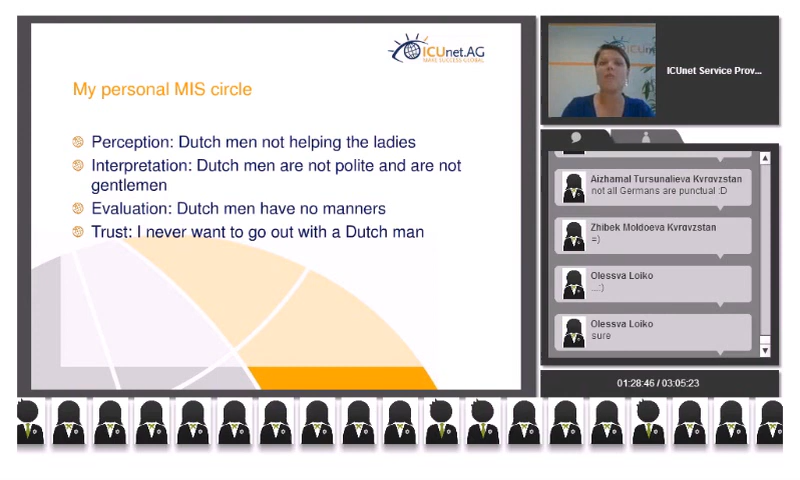 ICUnet.AG
MAKE SUCCESS GLOBAL
My personal MIS circle
Perception: Dutch men not helping the ladies
Interpretation: Dutch men are not polite and are not
gentlemen
Evaluation: Dutch men have no manners
Trust: I never want to go out with a Dutch man
ICUnet Service Prov...
Aizhamal Tursunalieva Kyrgyzstan
not all Germans are punctual :D
Zhibek Moldoeva Kyrgyzstan
=)
Olessya Loiko
...:)
Olessya Loiko
sure
01:28:46 / 03:05:23